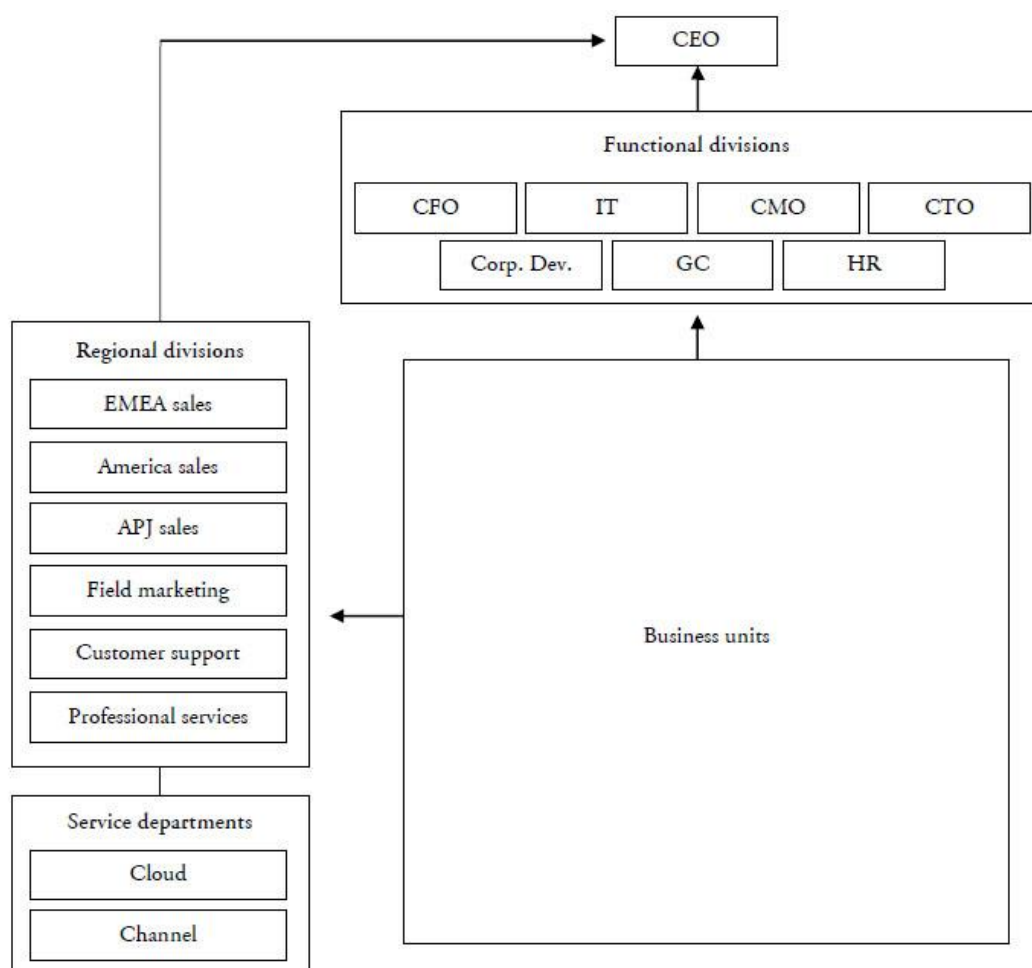 CEO
Functional divisions
CFO
IT
CMO
CTO
Corp. Dev.
GC
HR
Regional divisions
EMEA sales
America sales
APJ sales
Field marketing
Customer support
Professional services
Business units
Service departments
Cloud
Channel